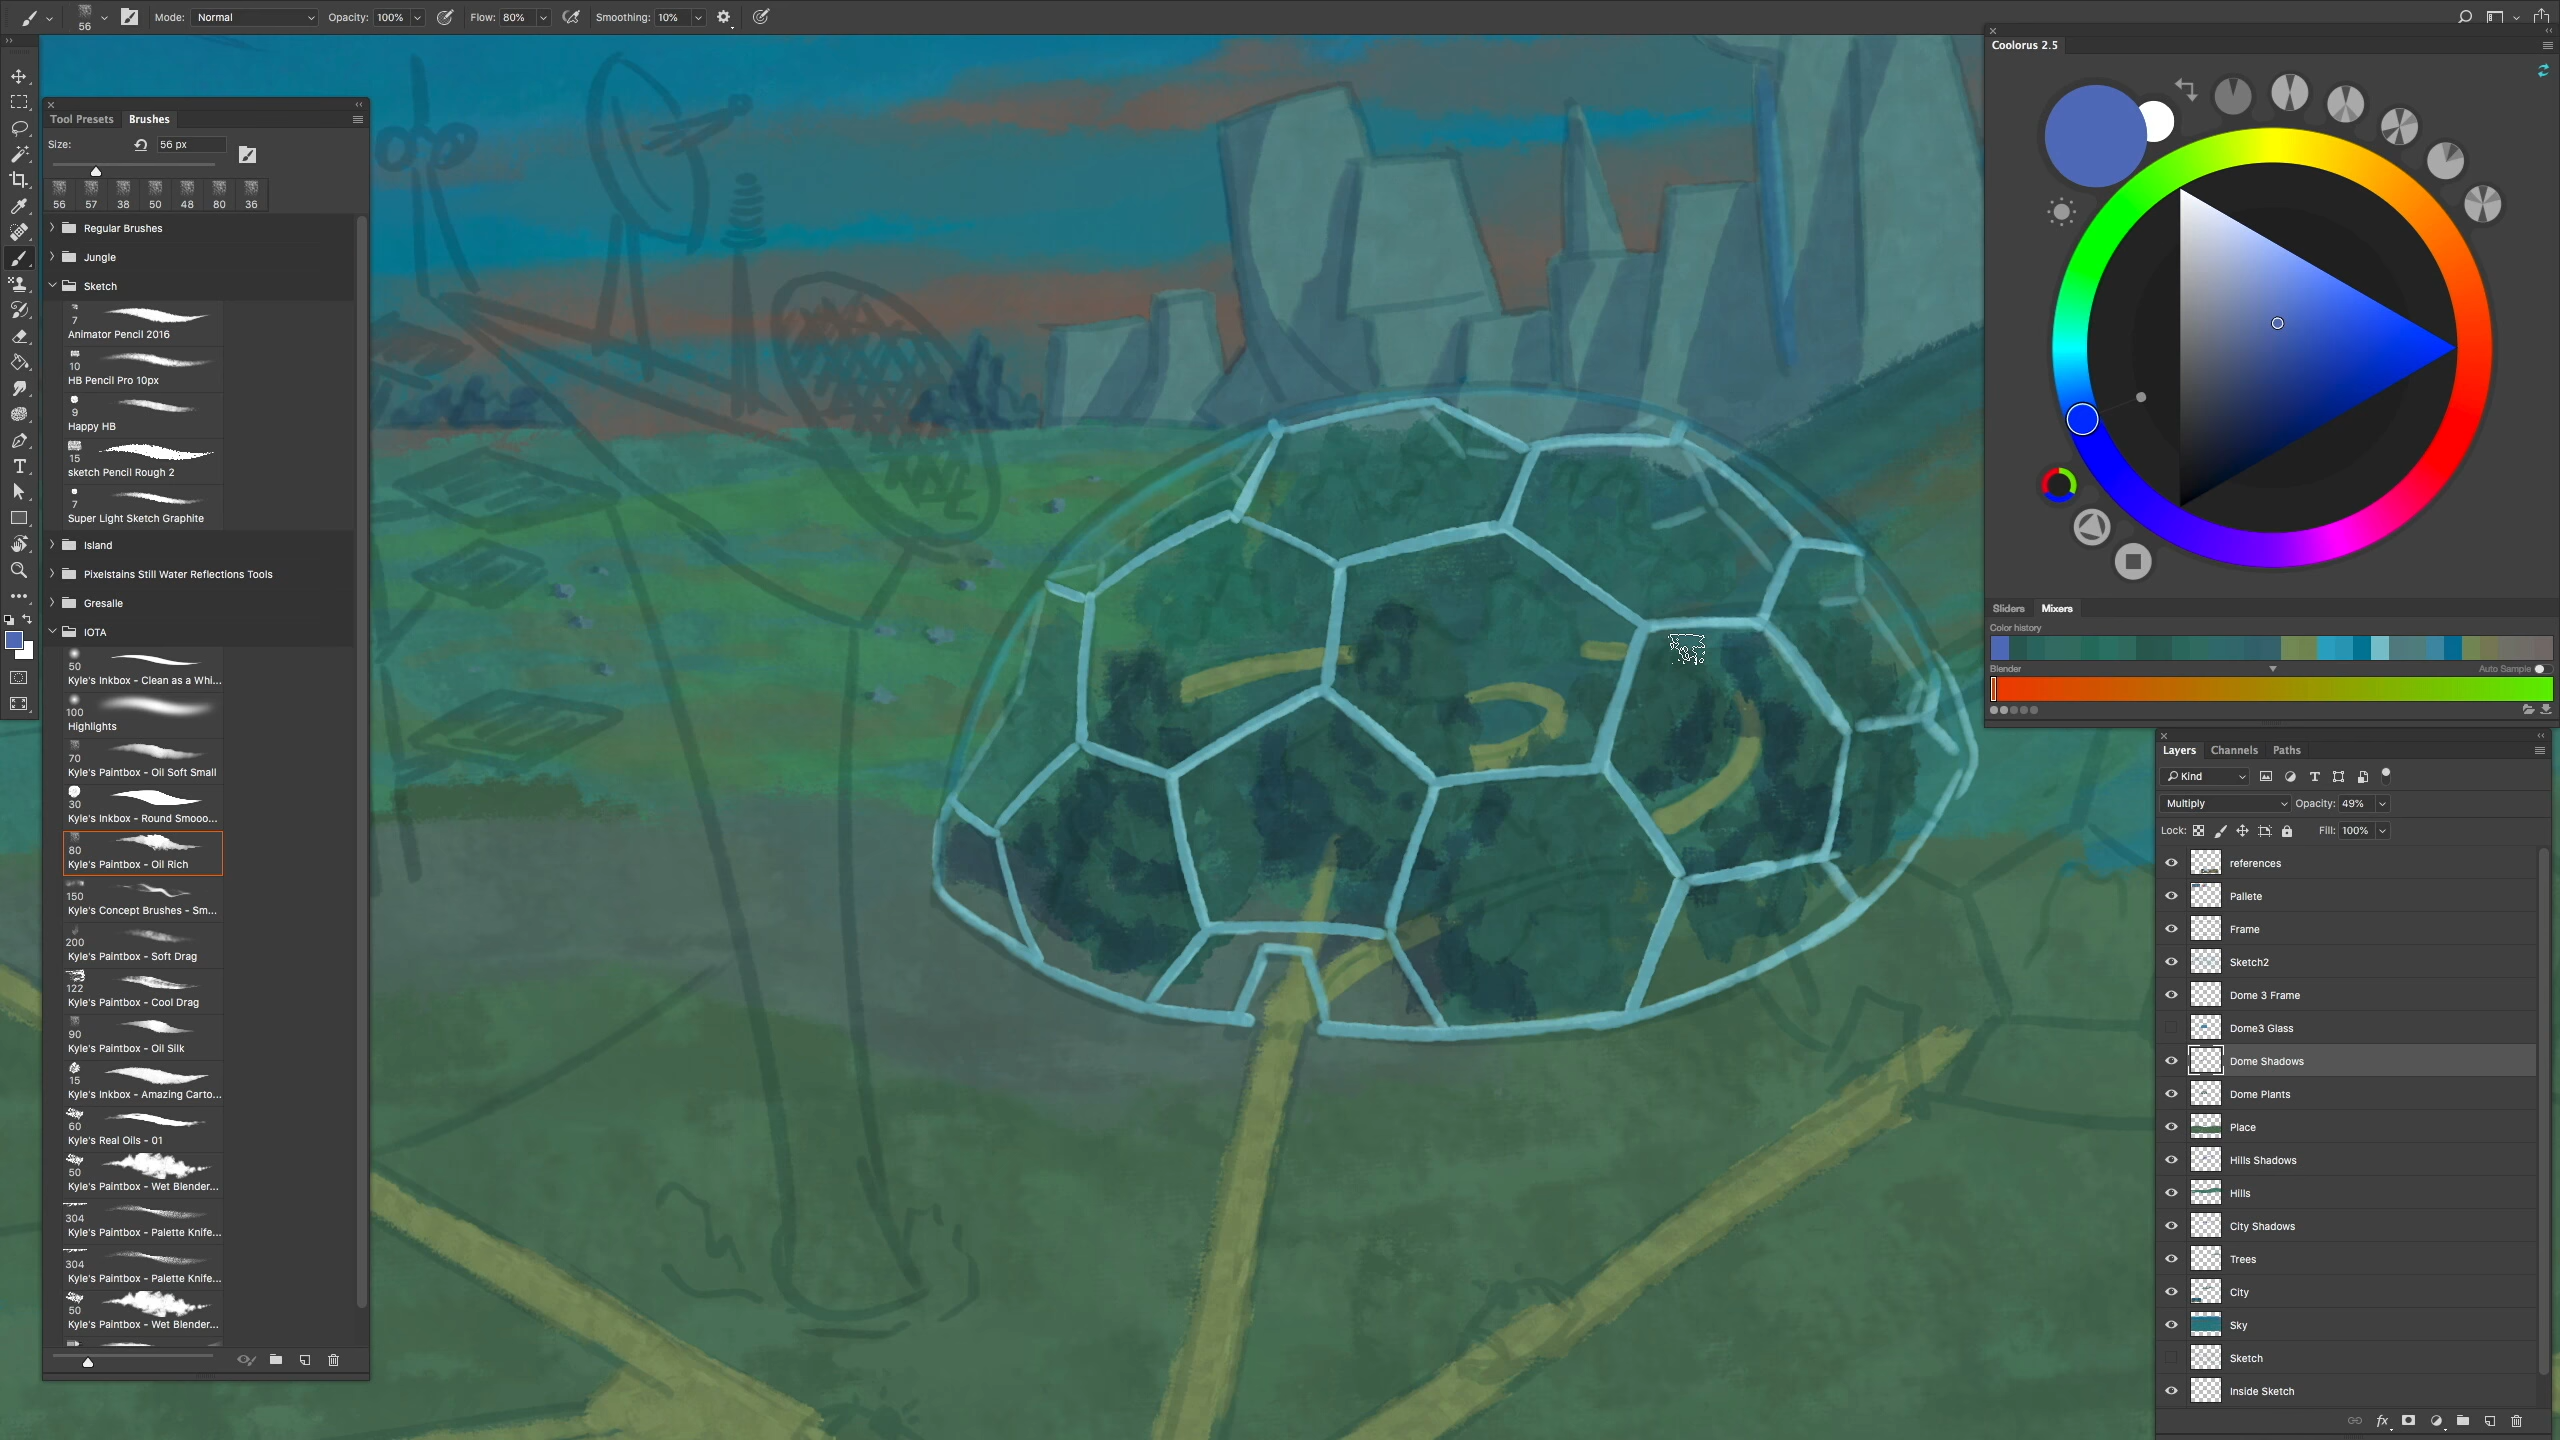 56
Mode: Normal
Opacity: 100%
Flow: 80%
Smoothing: 10%
Tool Presets
Brushes
Size:
56 px
56 57 38 50 48 80 36
Regular Brushes
Jungle
Sketch
7
Animator Pencil 2016
10
HB Pencil Pro 10px
9
Happy HB
15
sketch Pencil Rough 2
7
Super Light Sketch Graphite
Island
Pixelstains Still Water Reflections Tools
Gresalle
IOTA
50
Kyle's Inkbox - Clean as a Whi...
100
Highlights
70
Kyle's Paintbox - Oil Soft Small
30
Kyle's Inkbox - Round Smooo...
80
Kyle's Paintbox - Oil Rich
150
Kyle's Concept Brushes - Sm...
200
Kyle's Paintbox - Soft Drag
122
Kyle's Paintbox - Cool Drag
90
Kyle's Paintbox - Oil Silk
15
Kyle's Inkbox - Amazing Carto...
60
Kyle's Real Oils - 01
50
Kyle's Paintbox - Wet Blender...
304
Kyle's Paintbox - Palette Knife...
304
Kyle's Paintbox - Palette Knife...
50
Kyle's Paintbox - Wet Blender...
Coolorus 2.5
Sliders
Mixers
Color history
Blender
Auto Sample
Layers
Channels
Paths
Kind
Multiply
Opacity: 49%
Lock:
Fill: 100%
references
Pallete
Frame
Sketch2
Dome 3 Frame
Dome3 Glass
Dome Shadows
Dome Plants
Place
Hills Shadows
Hills
City Shadows
Trees
City
Sky
Sketch
Inside Sketch